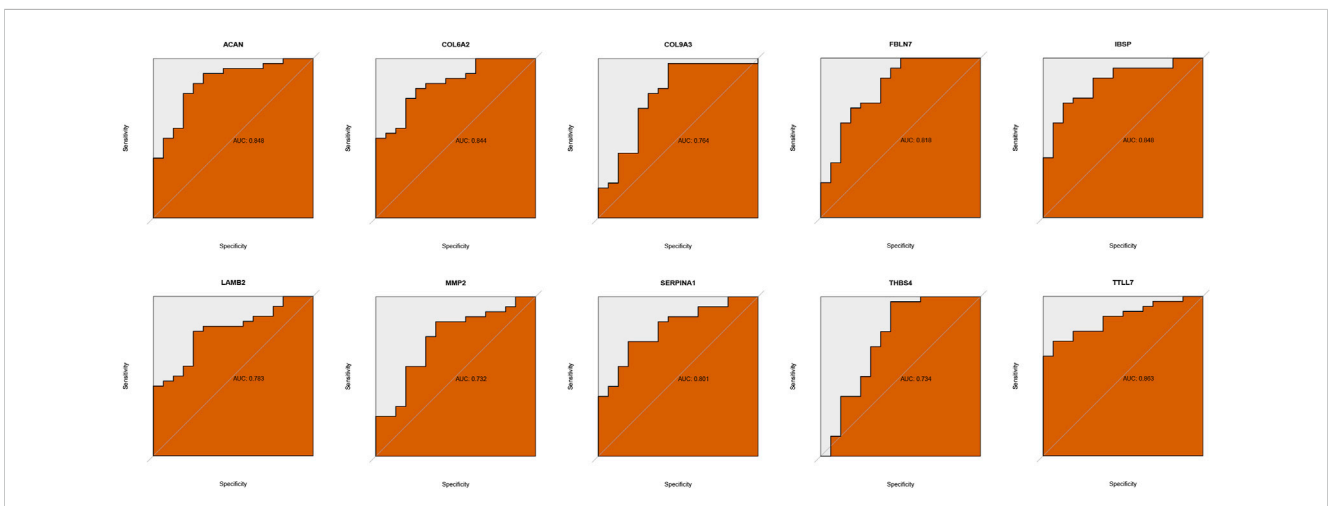 ACAN
COL6A2
COL9A3
FBLN7
IBSP
Sensitivity
AUC: 0.848
Specificity
Sensitivity
AUC: 0.844
Specificity
Sensitivity
AUC: 0.764
Specificity
Sensitivity
AUC: 0.818
Specificity
Sensitivity
AUC: 0.848
Specificity
LAMB2
MMP2
SERPINA1
THBS4
TTLL7
Sensitivity
AUC: 0.783
Specificity
Sensitivity
AUC: 0.732
Specificity
Sensitivity
AUC: 0.801
Specificity
Sensitivity
AUC: 0.734
Specificity
Sensitivity
AUC: 0.863
Specificity